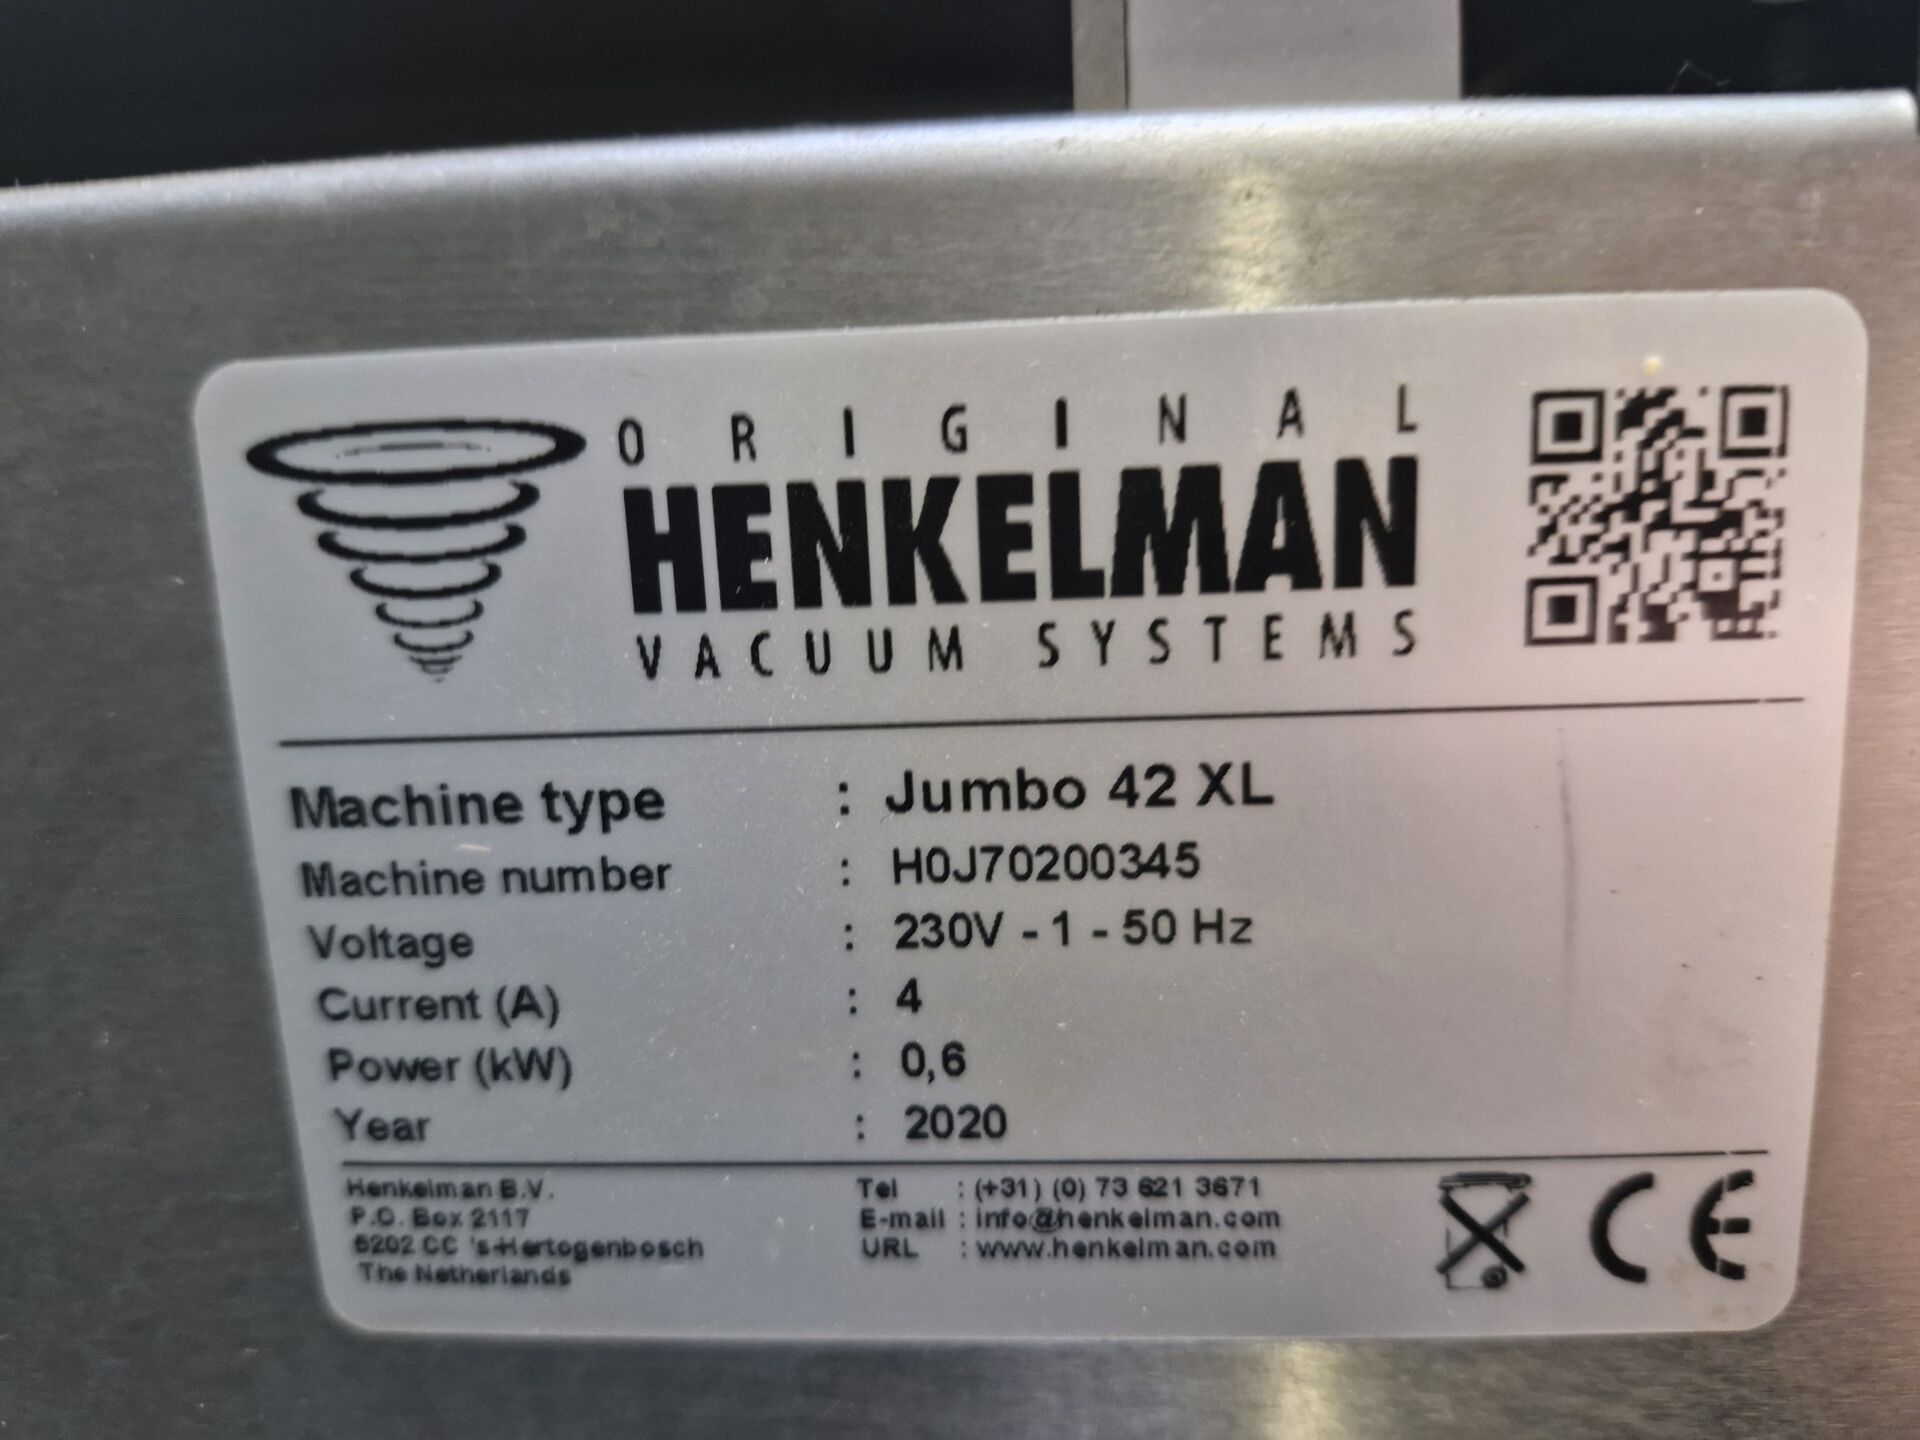 ORIGINAL
HENKELMAN
VACUUM SYSTEMS
Machine type : Jumbo 42 XL
Machine number : H0J70200345
Voltage : 230V - 1 - 50 Hz
Current (A) : 4
Power (kW) : 0,6
Year : 2020
Henkelman B.V.
P.O. Box 2117
5202 CC 's-Hertogenbosch
The Netherlands
Tel : (+31) (0) 73 621 3671
E-mail : info@henkelman.com
URL : www.henkelman.com
CE